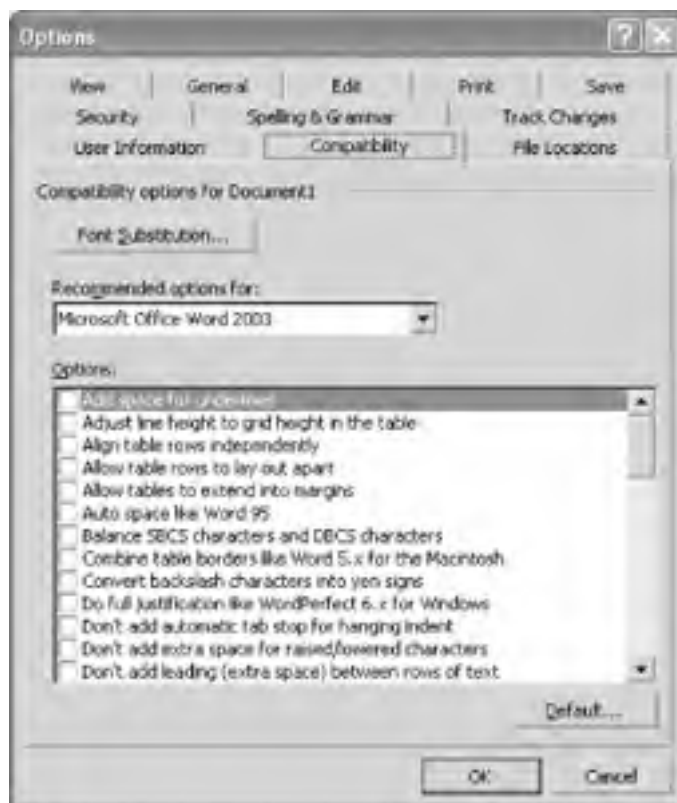 Options
View General Edit Print Save
Security Spelling & Grammar Track Changes
User Information Compatibility File Locations
Compatibility options for Document1
Font Substitution...
Recommended options for:
Microsoft Office Word 2003
Options:
Add space for underlines
Adjust line height to grid height in the table
Align table rows independently
Allow table rows to lay out apart
Allow tables to extend into margins
Auto space like Word 95
Balance SBCS characters and DBCS characters
Combine table borders like Word 5.x for the Macintosh
Convert backslash characters into yen signs
Do full justification like WordPerfect 6.x for Windows
Don't add automatic tab stop for hanging indent
Don't add extra space for raised/lowered characters
Don't add leading (extra space) between rows of text
Default...
OK Cancel